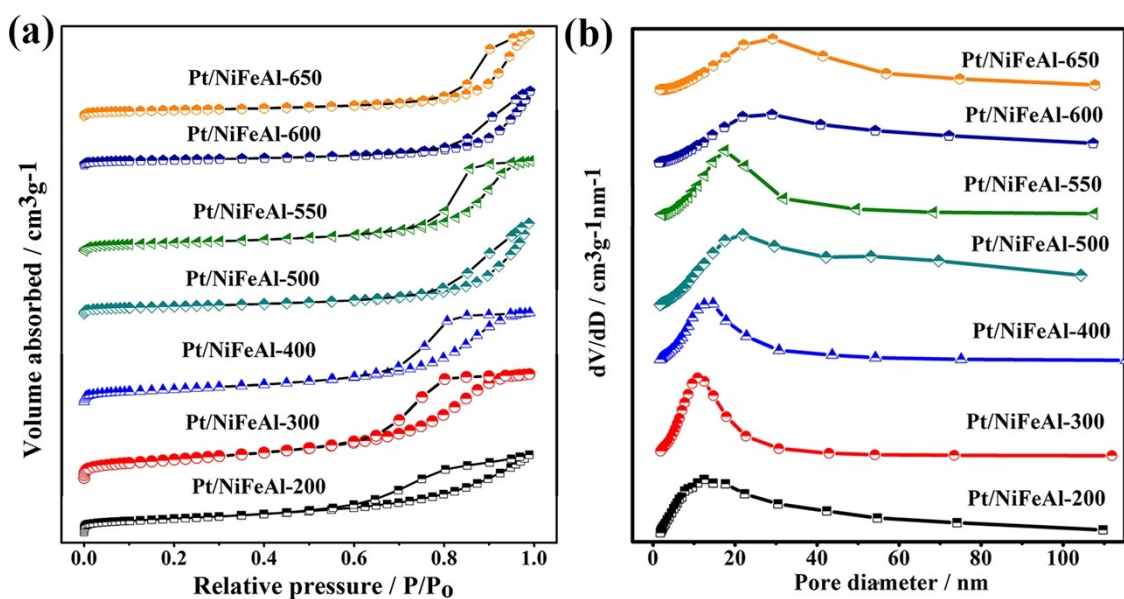 (a)
Volume absorbed / cm3g-1
Pt/NiFeAl-650
Pt/NiFeAl-600
Pt/NiFeAl-550
Pt/NiFeAl-500
Pt/NiFeAl-400
Pt/NiFeAl-300
Pt/NiFeAl-200
0.0 0.2 0.4 0.6 0.8 1.0
Relative pressure / P/Po
(b)
dV/dD / cm3g-1nm-1
Pt/NiFeAl-650
Pt/NiFeAl-600
Pt/NiFeAl-550
Pt/NiFeAl-500
Pt/NiFeAl-400
Pt/NiFeAl-300
Pt/NiFeAl-200
0 20 40 60 80 100
Pore diameter / nm